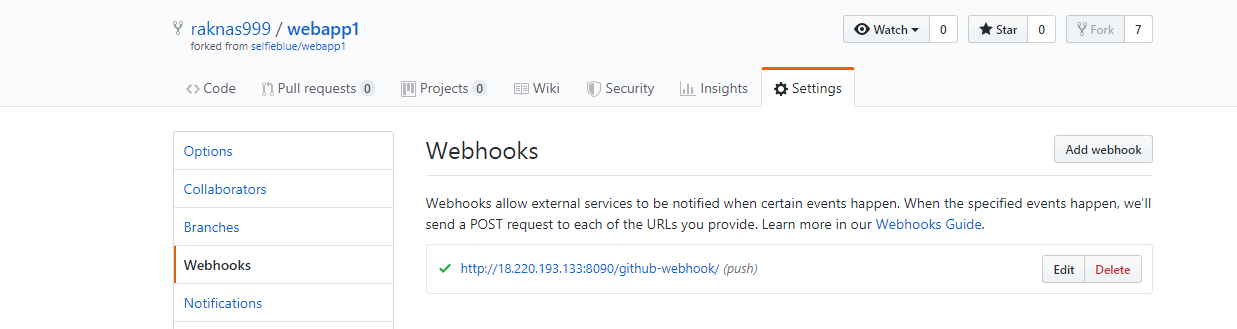 raknas999 / webapp1
forked from selfieblue/webapp1
Watch 0 Star 0 Fork 7
Code Pull requests 0 Projects 0 Wiki Security Insights Settings
Options
Collaborators
Branches
Webhooks
Notifications
Webhooks
Add webhook
Webhooks allow external services to be notified when certain events happen. When the specified events happen, we’ll
send a POST request to each of the URLs you provide. Learn more in our Webhooks Guide.
http://18.220.193.133:8090/github-webhook/ (push)
Edit Delete